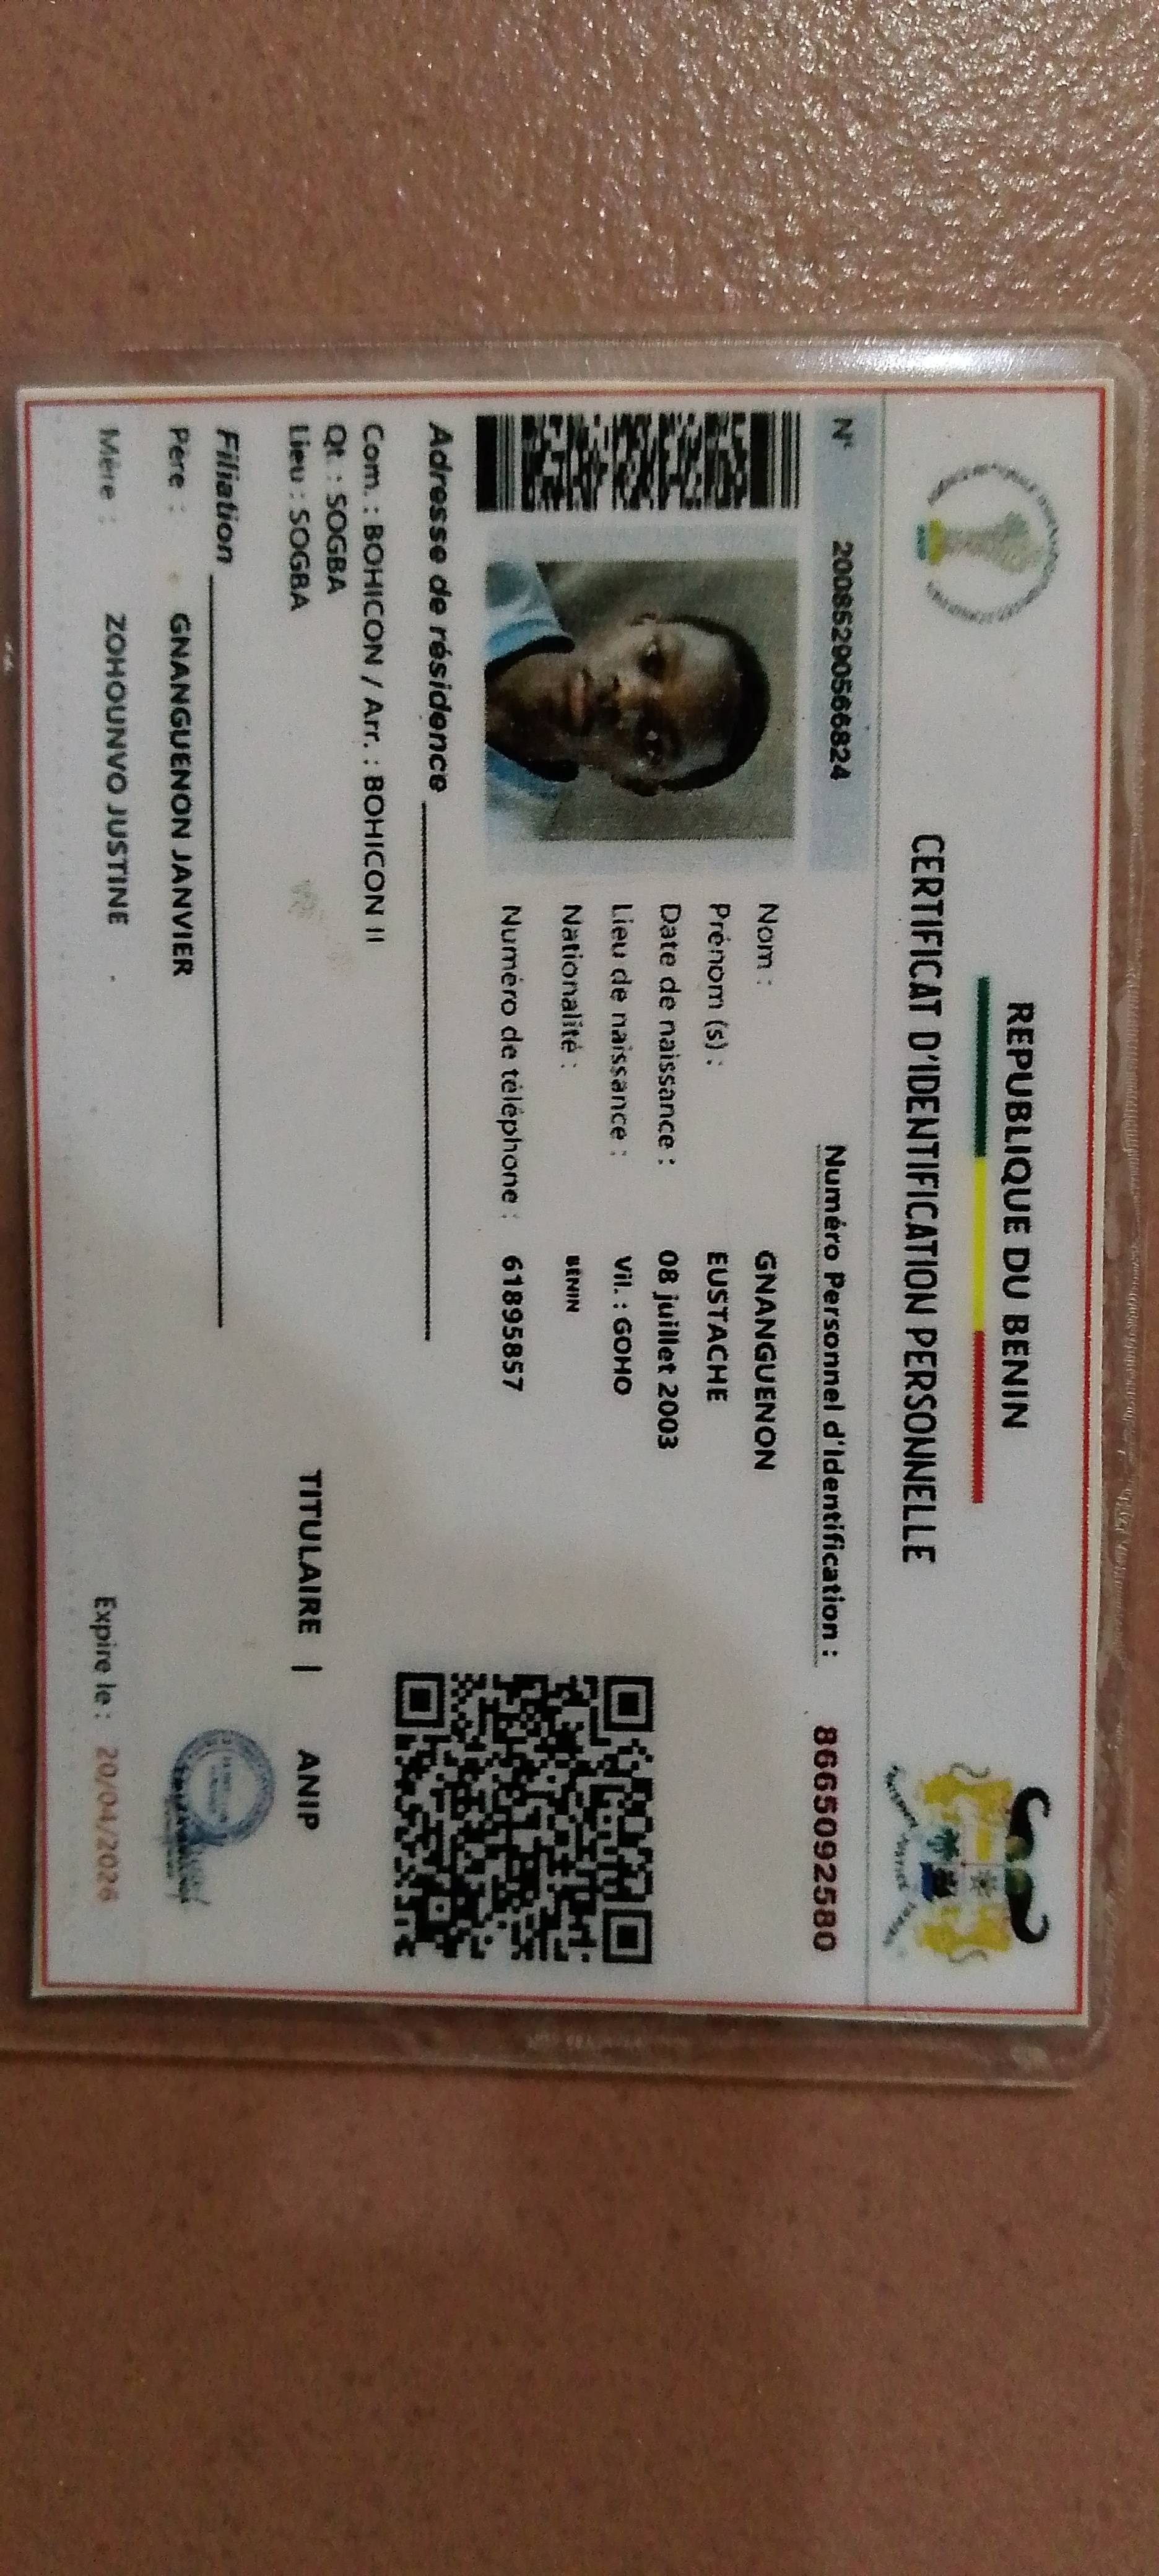 REPUBLIQUE DU BENIN
CERTIFICAT D'IDENTIFICATION PERSONNELLE
N° 200852905666824
Numéro Personnel d'Identification : 8665092580
Nom : GNANGUENON
Prénom (s) : EUSTACHE
Date de naissance : 08 juillet 2003
Lieu de naissance : Vil. : GOHO
Nationalité : BENIN
Numéro de téléphone : 61895857
Adresse de résidence
Com. : BOHICON / Arr. : BOHICON II
Qt : SOGBA
Lieu : SOGBA
TITULAIRE | ANIP
Filiation
Père : GNANGUENON JANVIER
Mère : ZOHOUNVO JUSTINE
Expire le : 20/04/2026